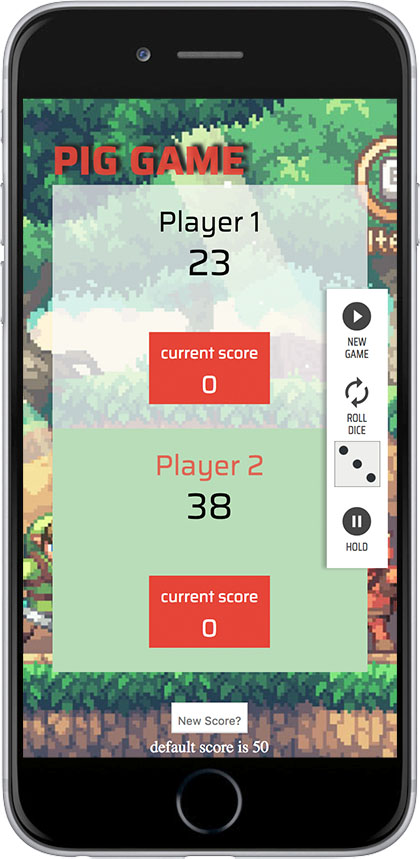 PIG GAME
Player 1
23
current score
0
NEW
GAME
ROLL
DICE
HOLD
Player 2
38
current score
0
New Score?
default score is 50